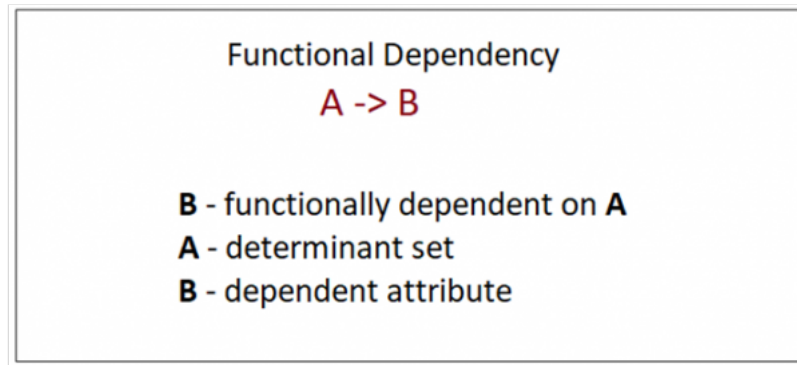 Functional Dependency
A -> B
B - functionally dependent on A
A - determinant set
B - dependent attribute